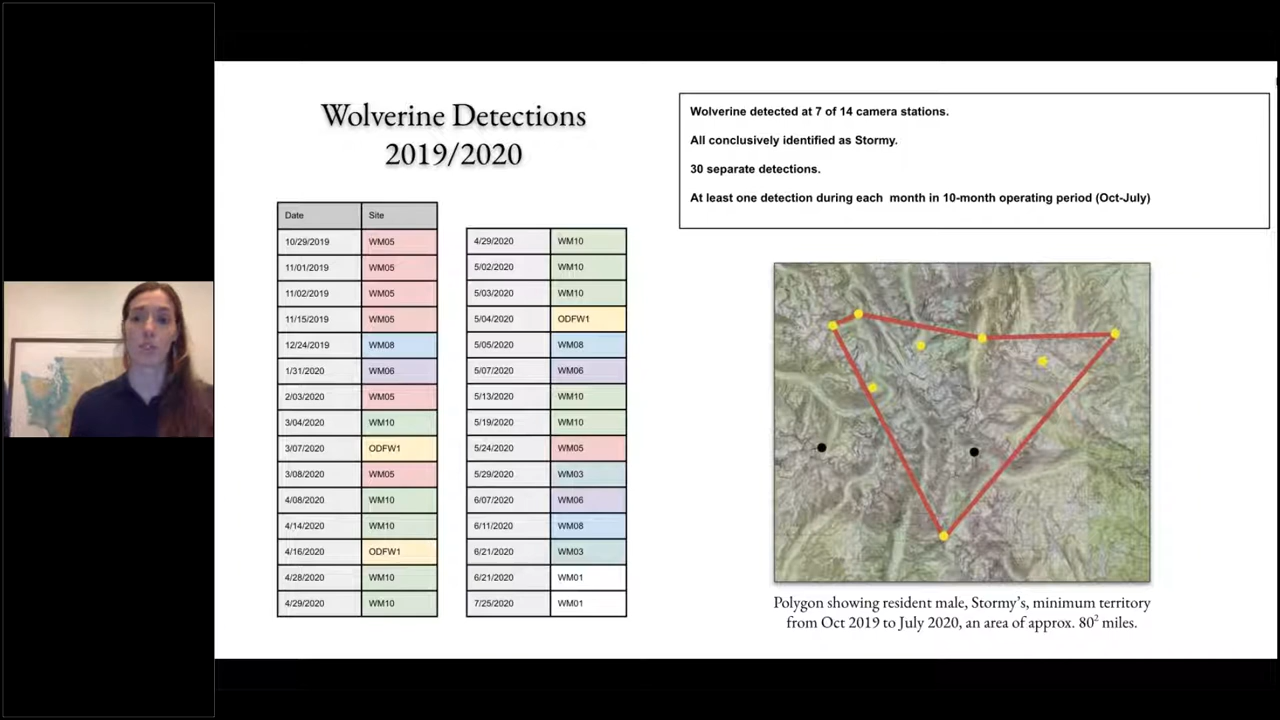 Wolverine Detections
2019/2020
Date Site
10/29/2019 WM05
11/01/2019 WM05
11/02/2019 WM05
11/15/2019 WM05
12/24/2019 WM08
1/31/2020 WM06
2/03/2020 WM05
3/04/2020 WM10
3/07/2020 ODFW1
3/08/2020 WM05
4/08/2020 WM10
4/14/2020 WM10
4/16/2020 ODFW1
4/28/2020 WM10
4/29/2020 WM10
4/29/2020 WM10
5/02/2020 WM10
5/03/2020 WM10
5/04/2020 ODFW1
5/05/2020 WM08
5/07/2020 WM06
5/13/2020 WM10
5/19/2020 WM10
5/24/2020 WM05
5/29/2020 WM03
6/07/2020 WM06
6/11/2020 WM08
6/21/2020 WM03
6/21/2020 WM01
7/25/2020 WM01
Wolverine detected at 7 of 14 camera stations.
All conclusively identified as Stormy.
30 separate detections.
At least one detection during each month in 10-month operating period (Oct-July)
Polygon showing resident male, Stormy's, minimum territory
from Oct 2019 to July 2020, an area of approx. 80² miles.